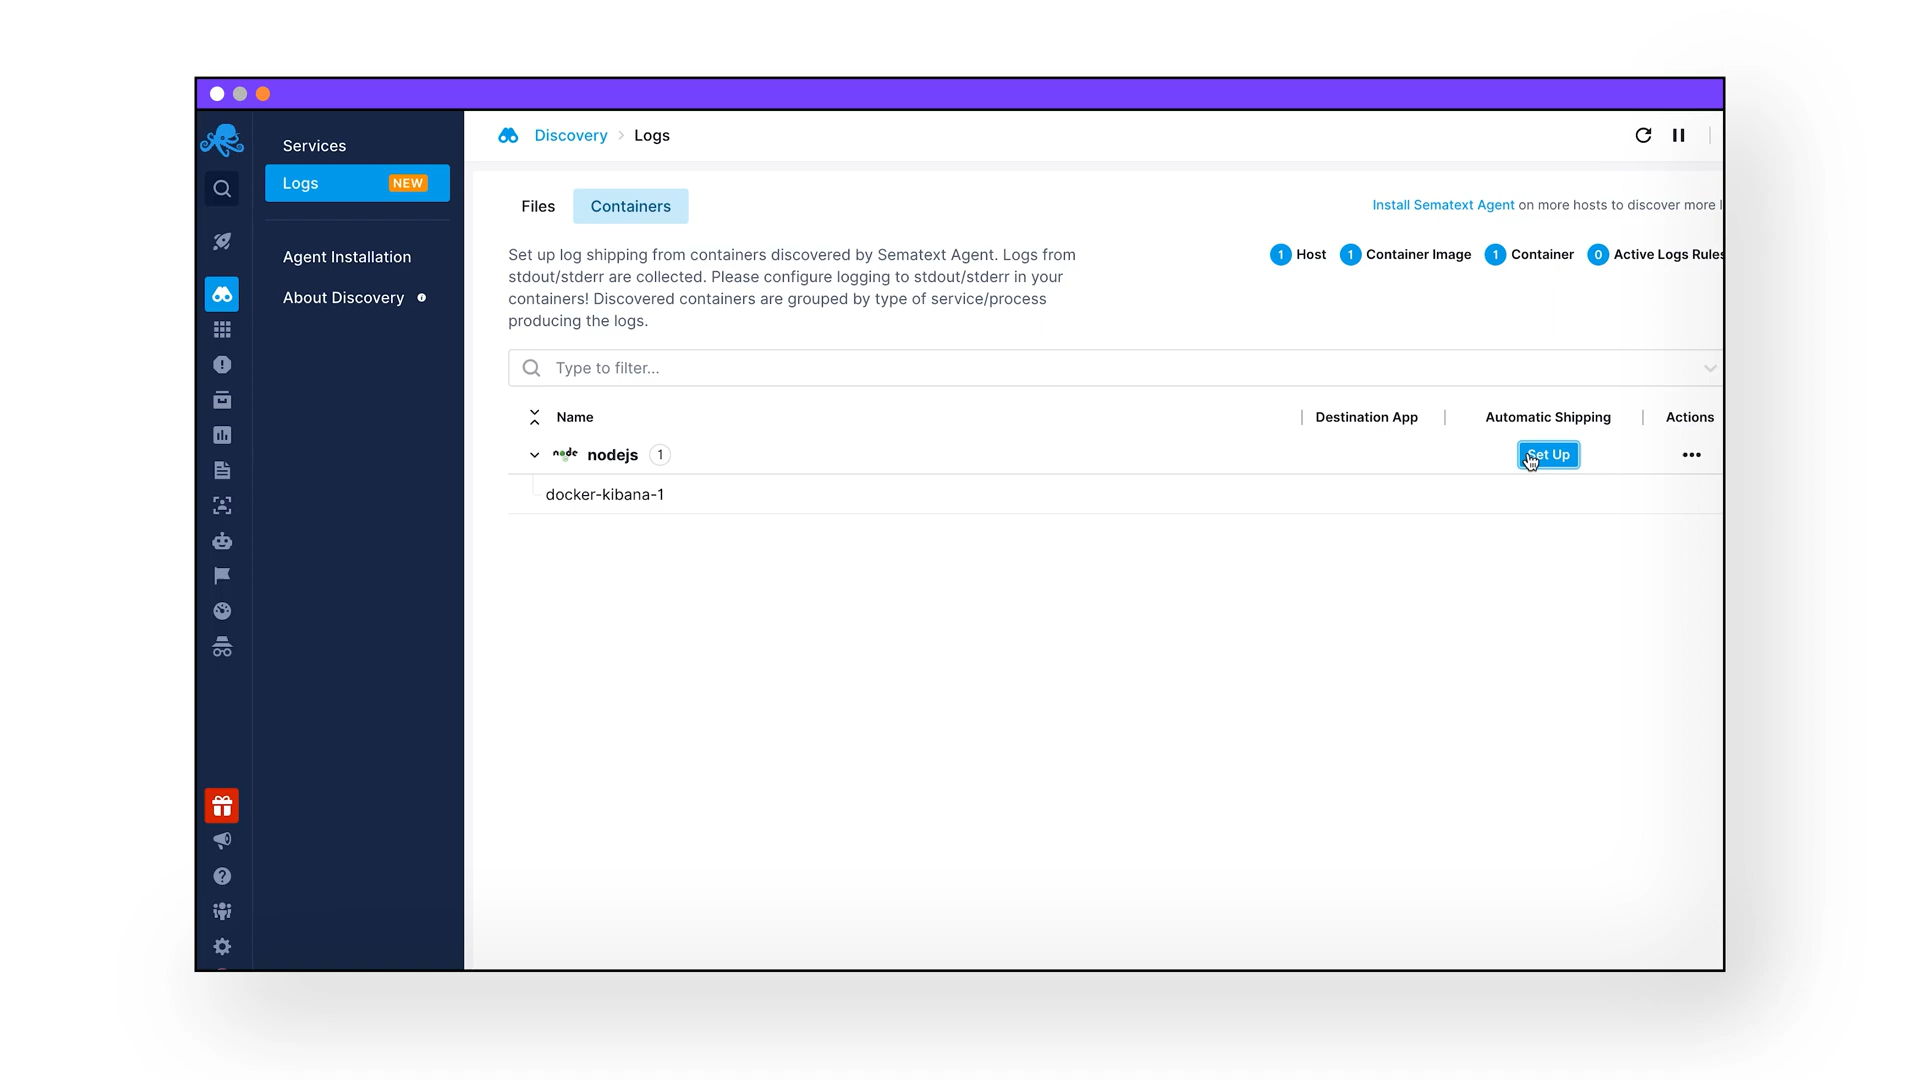 Services
Logs NEW
Agent Installation
About Discovery
Discovery > Logs
Files Containers
Install Sematext Agent on more hosts to discover more l
Set up log shipping from containers discovered by Sematext Agent. Logs from
stdout/stderr are collected. Please configure logging to stdout/stderr in your
containers! Discovered containers are grouped by type of service/process
producing the logs.
1 Host 1 Container Image 1 Container 0 Active Logs Rules
Type to filter...
Name Destination App Automatic Shipping Actions
node nodejs 1 Set Up
docker-kibana-1